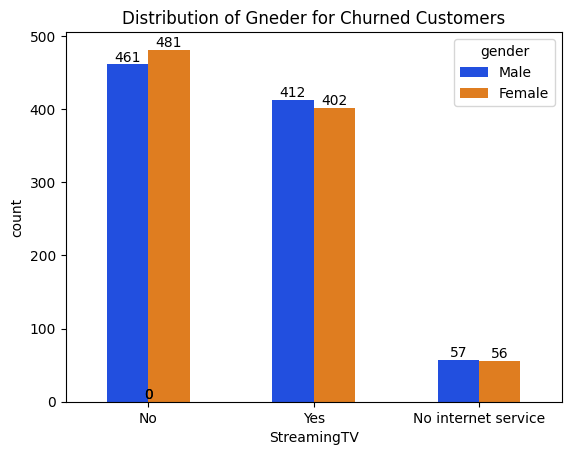 Distribution of Gneder for Churned Customers
500
400
300
200
100
0
count
461
481
412
402
57
56
0
gender
Male
Female
No
Yes
No internet service
StreamingTV